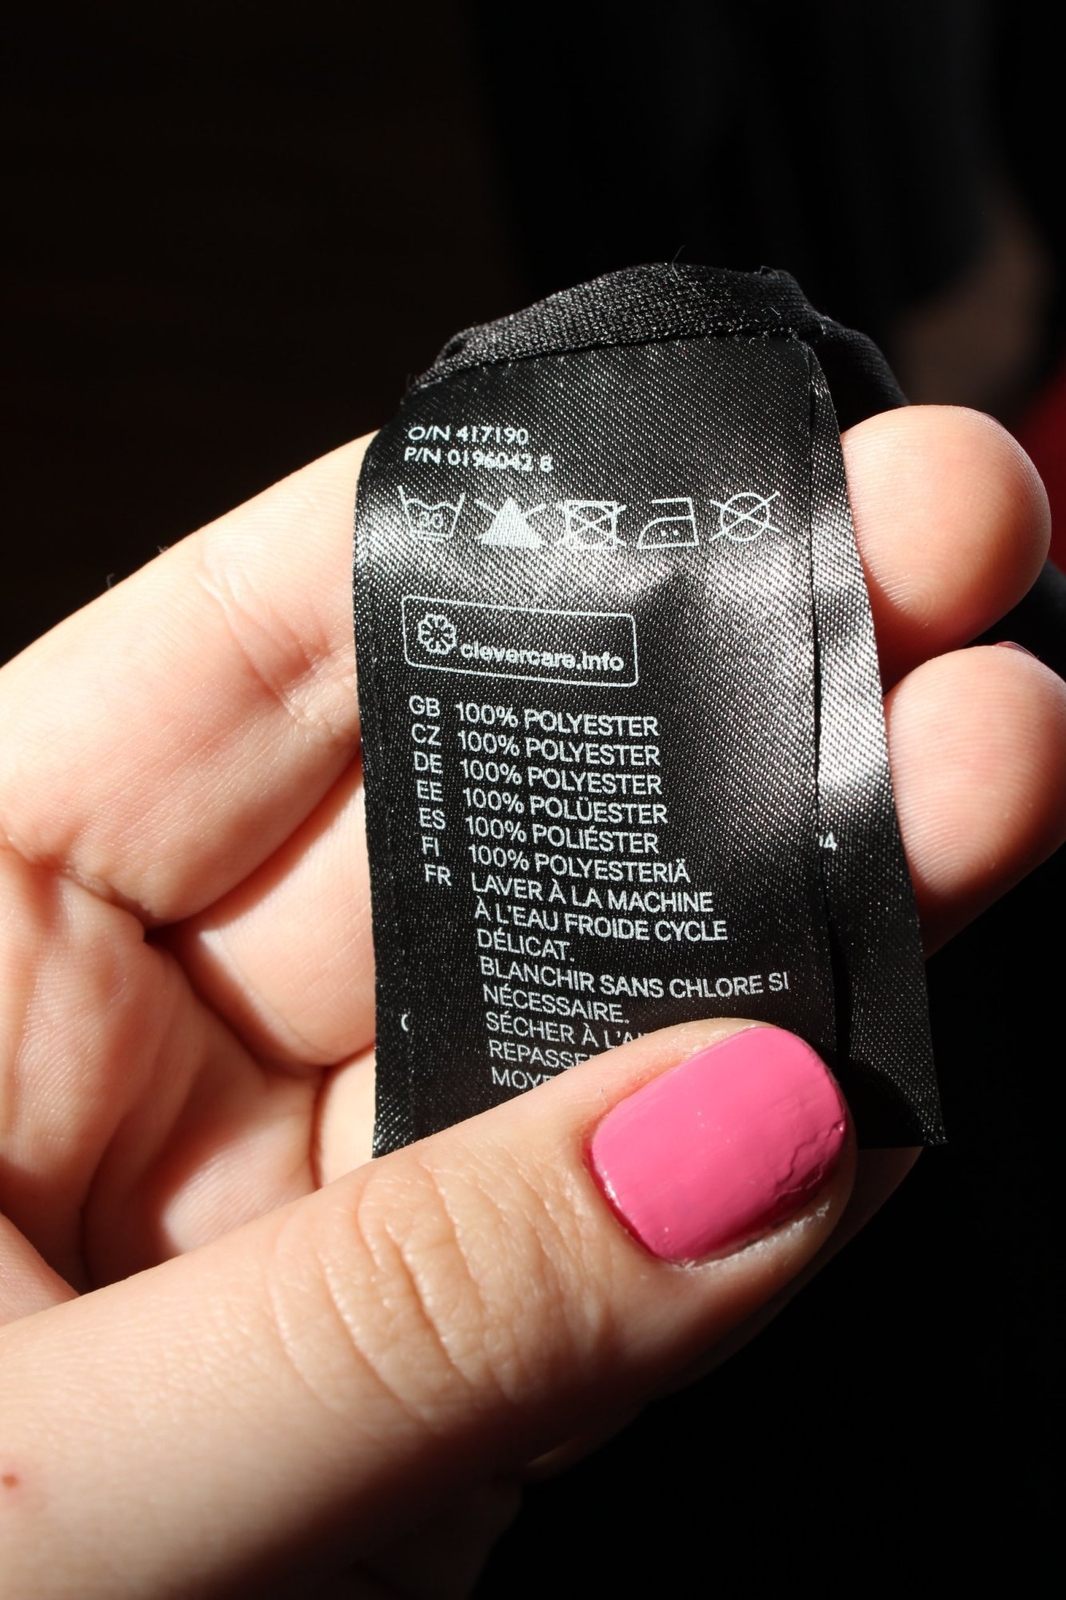 O/N 417190
P/N 0196042 8
30
clevercare.info
GB 100% POLYESTER
CZ 100% POLYESTER
DE 100% POLYESTER
EE 100% POLÜESTER
ES 100% POLIÉSTER
FI 100% POLYESTERIÄ
FR LAVER À LA MACHINE
À L'EAU FROIDE CYCLE
DÉLICAT.
BLANCHIR SANS CHLORE SI
NÉCESSAIRE.
SÉCHER À